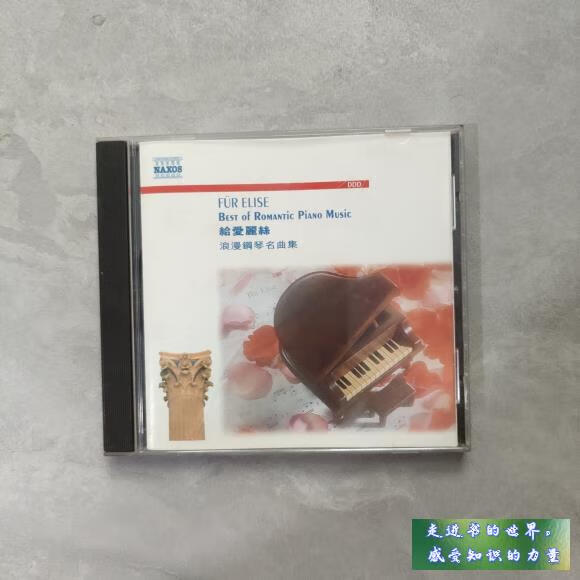 NAXOS
DDD
FÜR ELISE
BEST OF ROMANTIC PIANO MUSIC
給愛麗絲
浪漫鋼琴名曲集
走进书的世界。
感受知识的力量